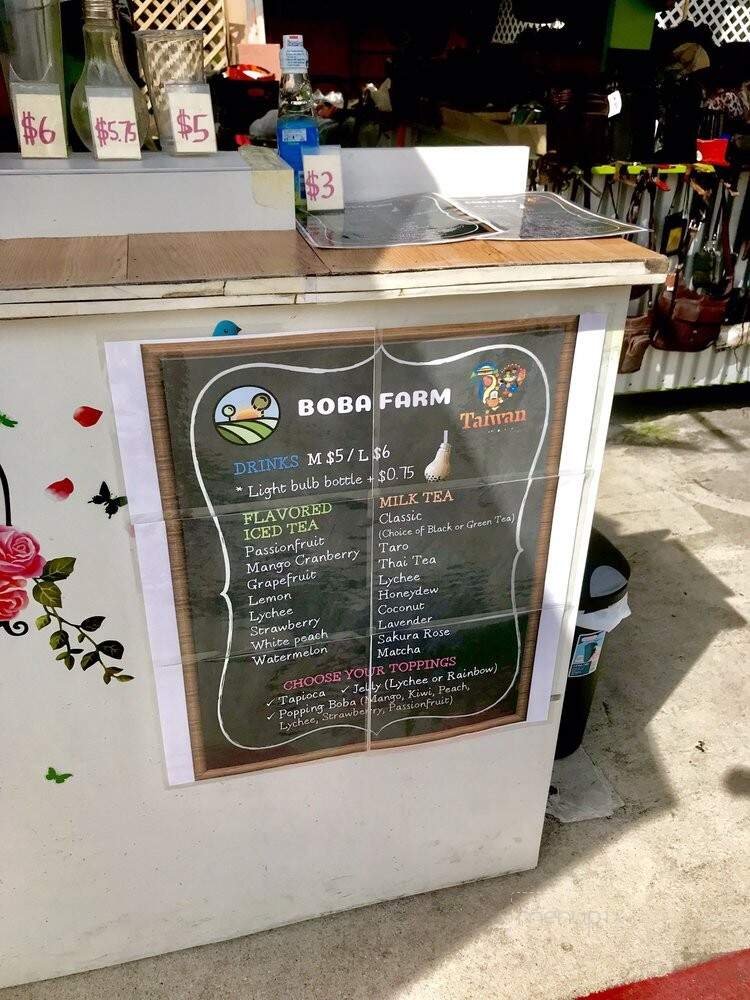 $6
$5.75
$5
$3
BOBA FARM
BOBA FARM
Taiwan
DRINKS M $5 / L $6
* Light bulb bottle + $0.75
FLAVORED
ICED TEA
Passionfruit
Mango Cranberry
Grapefruit
Lemon
Lychee
Strawberry
White peach
Watermelon
MILK TEA
Classic
(Choice of Black or Green Tea)
Taro
Thai Tea
Lychee
Honeydew
Coconut
Lavender
Sakura Rose
Matcha
CHOOSE YOUR TOPPINGS
✓ Tapioca ✓ Jelly (Lychee or Rainbow)
✓ Popping Boba (Mango, Kiwi, Peach,
Lychee, Strawberry, Passionfruit)